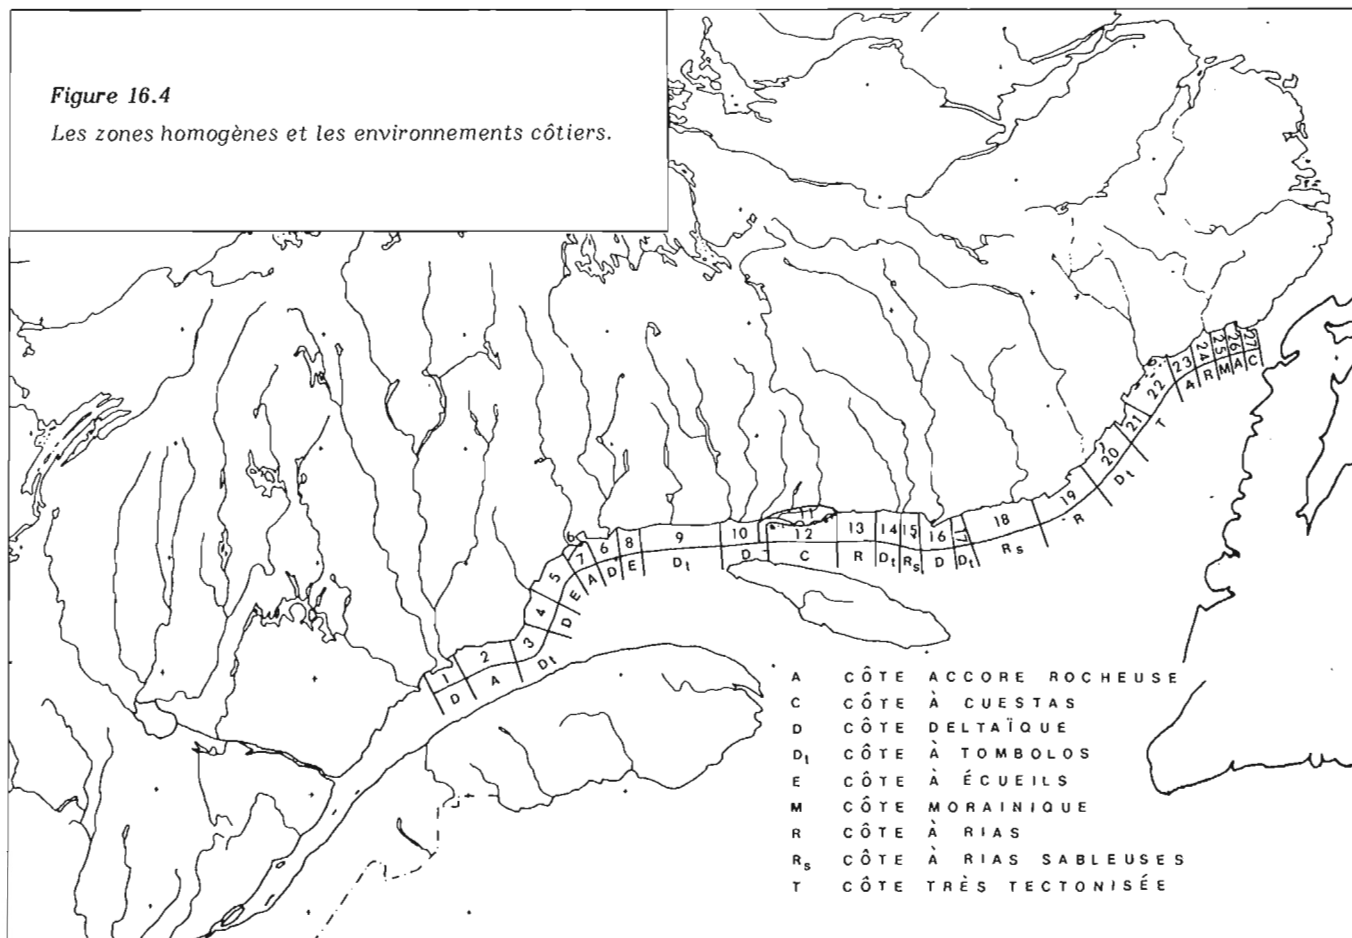 Figure 16.4
Les zones homogènes et les environnements côtiers.
1 2 3 4 5 6 7 6 8 9 10 11 12 13 14 15 16 17 18 19 20 21 22 23 24 25 26 27
D A Dt D E A D E Dt D C R Dt Rs D Dt Rs R Dt T A R M A C
A CÔTE ACCORE ROCHEUSE
C CÔTE À CUESTAS
D CÔTE DELTAÏQUE
Dt CÔTE À TOMBOLOS
E CÔTE À ÉCUEILS
M CÔTE MORAINIQUE
R CÔTE À RIAS
Rs CÔTE À RIAS SABLEUSES
T CÔTE TRÈS TECTONISÉE